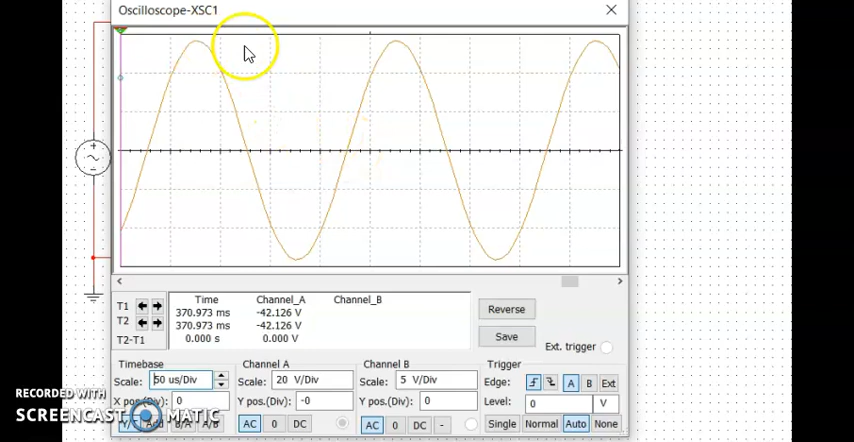 Oscilloscope-XSC1
T1
T2
T2-T1
Time Channel_A Channel_B
370.973 ms -42.126 V
370.973 ms -42.126 V
0.000 s 0.000 V
Reverse
Save
Ext. trigger
Timebase
Scale: 50 us/Div
X pos.(Div): 0
Y/T Add B/A A/B
Channel A
Scale: 20 V/Div
Y pos.(Div): -0
AC 0 DC
Channel B
Scale: 5 V/Div
Y pos.(Div): 0
AC 0 DC -
Trigger
Edge: A B Ext
Level: 0 V
Single Normal Auto None
RECORDED WITH
SCREENCAST MATIC